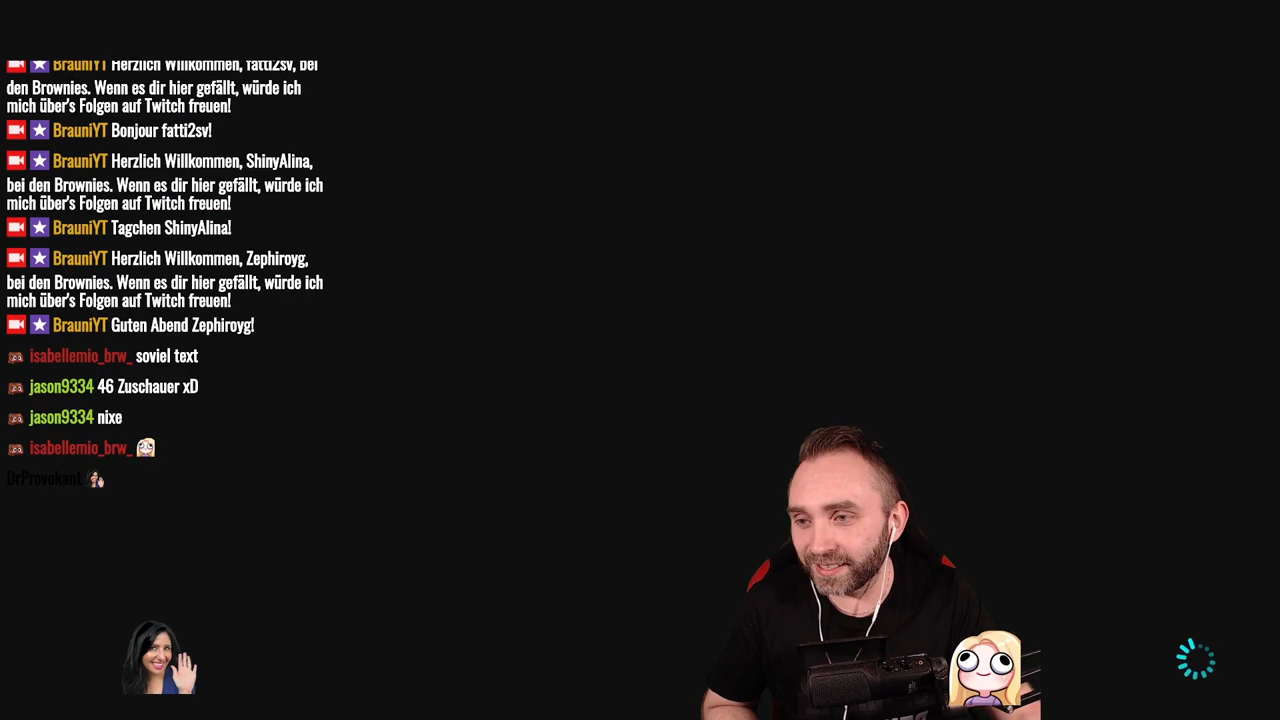 BrauniYT Herzlich Willkommen, fatti2sv, bei
den Brownies. Wenn es dir hier gefällt, würde ich
mich über's Folgen auf Twitch freuen!
BrauniYT Bonjour fatti2sv!
BrauniYT Herzlich Willkommen, ShinyAlina,
bei den Brownies. Wenn es dir hier gefällt, würde ich
mich über's Folgen auf Twitch freuen!
BrauniYT Tagchen ShinyAlina!
BrauniYT Herzlich Willkommen, Zephiroyg,
bei den Brownies. Wenn es dir hier gefällt, würde ich
mich über's Folgen auf Twitch freuen!
BrauniYT Guten Abend Zephiroyg!
isabellemio_brw_ soviel text
jason9334 46 Zuschauer xD
jason9334 nixe
isabellemio_brw_
DrProvokant